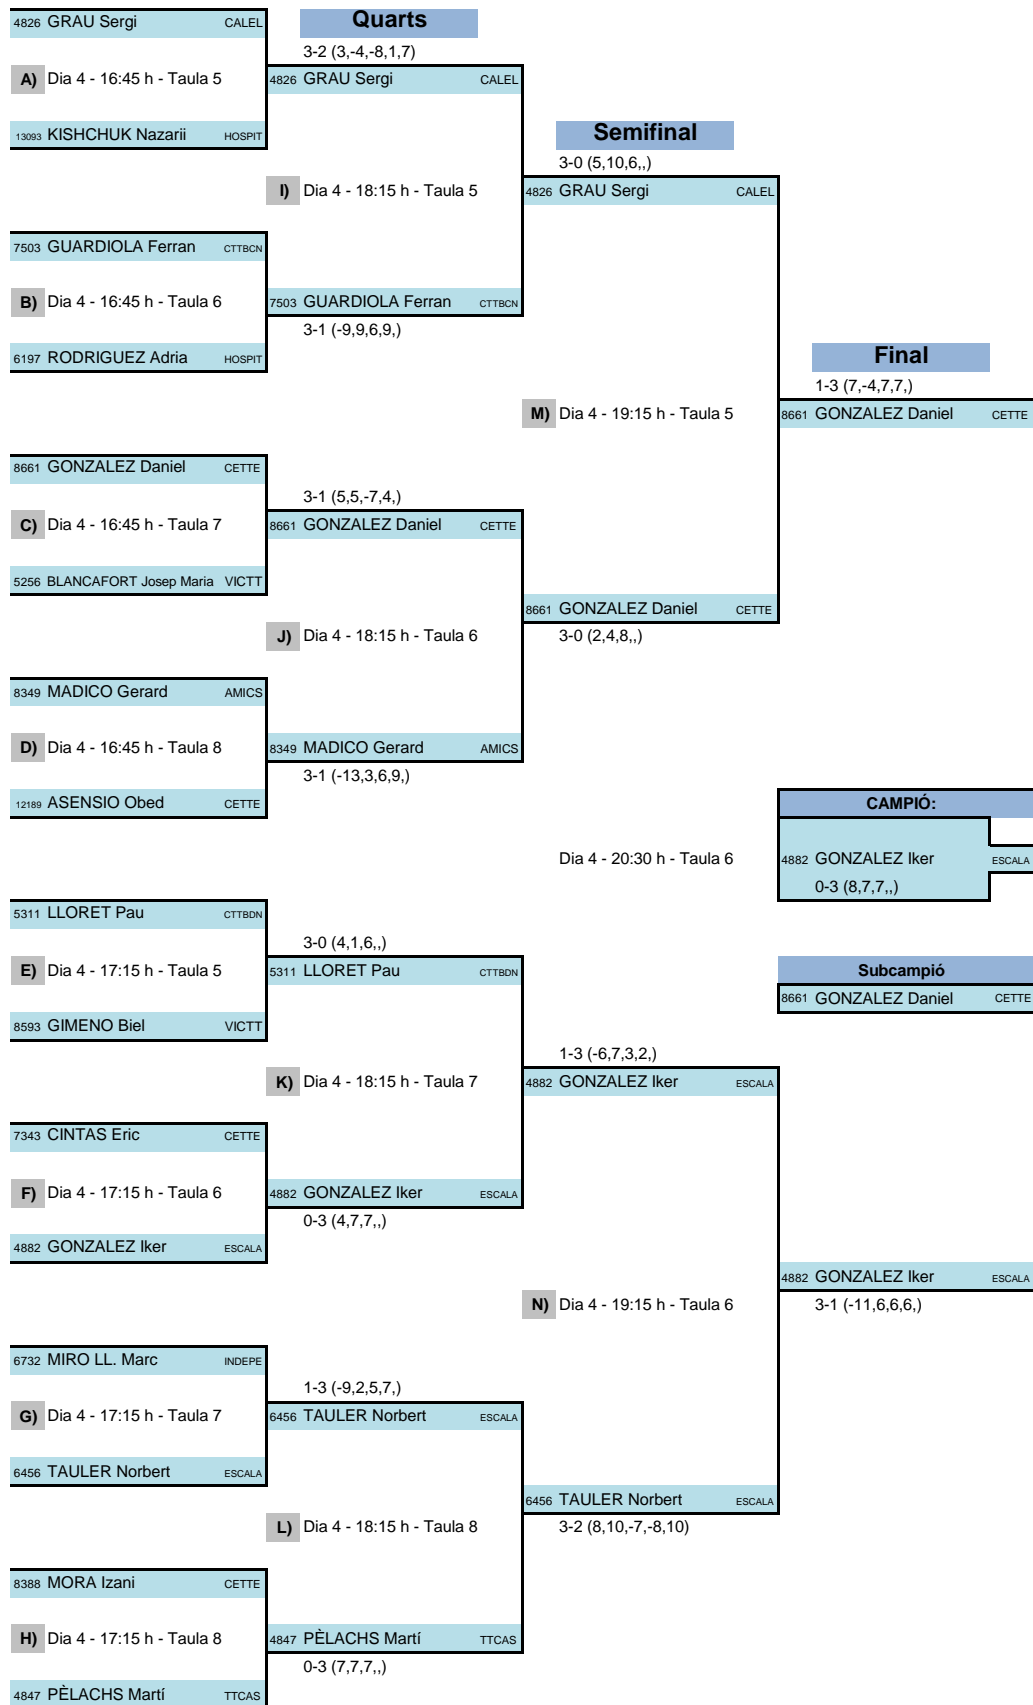 4826 GRAU Sergi CALEL
Quarts
3-2 (3,-4,-8,1,7)
A) Dia 4 - 16:45 h - Taula 5
4826 GRAU Sergi CALEL
13093 KISHCHUK Nazarii HOSPIT
Semifinal
3-0 (5,10,6,,)
I) Dia 4 - 18:15 h - Taula 5
4826 GRAU Sergi CALEL
7503 GUARDIOLA Ferran CTTBCN
B) Dia 4 - 16:45 h - Taula 6
7503 GUARDIOLA Ferran CTTBCN
3-1 (-9,9,6,9,)
6197 RODRIGUEZ Adria HOSPIT
Final
1-3 (7,-4,7,7,)
M) Dia 4 - 19:15 h - Taula 5
8661 GONZALEZ Daniel CETTE
8661 GONZALEZ Daniel CETTE
3-1 (5,5,-7,4,)
C) Dia 4 - 16:45 h - Taula 7
8661 GONZALEZ Daniel CETTE
5256 BLANCAFORT Josep Maria VICTT
8661 GONZALEZ Daniel CETTE
J) Dia 4 - 18:15 h - Taula 6
3-0 (2,4,8,,)
8349 MADICO Gerard AMICS
D) Dia 4 - 16:45 h - Taula 8
8349 MADICO Gerard AMICS
3-1 (-13,3,6,9,)
12189 ASENSIO Obed CETTE
CAMPIÓ:
Dia 4 - 20:30 h - Taula 6
4882 GONZALEZ Iker ESCALA
0-3 (8,7,7,,)
5311 LLORET Pau CTTBDN
3-0 (4,1,6,,)
E) Dia 4 - 17:15 h - Taula 5
5311 LLORET Pau CTTBDN
Subcampió
8661 GONZALEZ Daniel CETTE
8593 GIMENO Biel VICTT
1-3 (-6,7,3,2,)
K) Dia 4 - 18:15 h - Taula 7
4882 GONZALEZ Iker ESCALA
7343 CINTAS Eric CETTE
F) Dia 4 - 17:15 h - Taula 6
4882 GONZALEZ Iker ESCALA
0-3 (4,7,7,,)
4882 GONZALEZ Iker ESCALA
4882 GONZALEZ Iker ESCALA
N) Dia 4 - 19:15 h - Taula 6
3-1 (-11,6,6,6,)
6732 MIRO LL. Marc INDEPE
1-3 (-9,2,5,7,)
G) Dia 4 - 17:15 h - Taula 7
6456 TAULER Norbert ESCALA
6456 TAULER Norbert ESCALA
6456 TAULER Norbert ESCALA
L) Dia 4 - 18:15 h - Taula 8
3-2 (8,10,-7,-8,10)
8388 MORA Izani CETTE
H) Dia 4 - 17:15 h - Taula 8
4847 PÈLACHS Martí TTCAS
0-3 (7,7,7,,)
4847 PÈLACHS Martí TTCAS